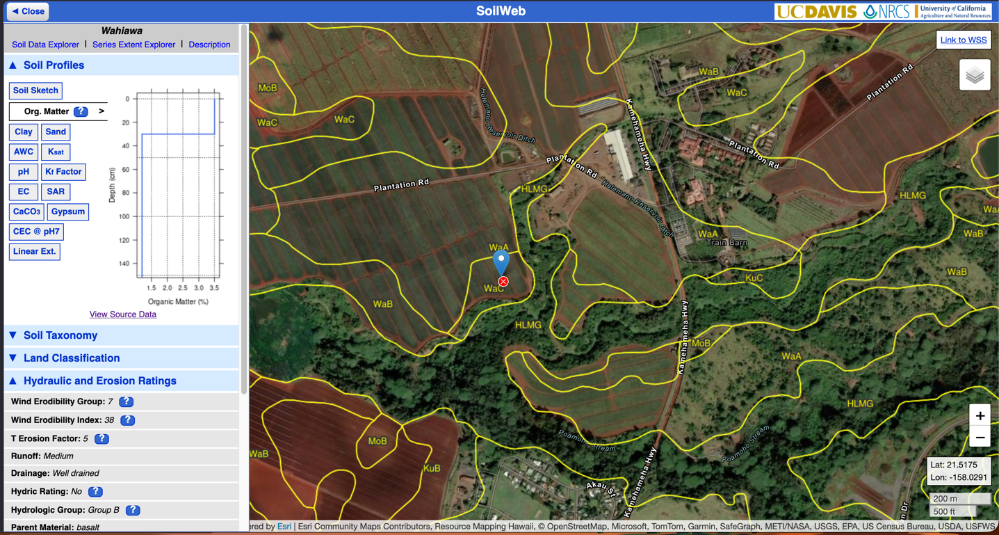 ◄ Close
SoilWeb
UCDAVIS
NRCS
University of California
Agriculture and Natural Resources
Wahiawa
Soil Data Explorer | Series Extent Explorer | Description
▲ Soil Profiles
Soil Sketch
Org. Matter ? >
Clay Sand
AWC Ksat
pH Kf Factor
EC SAR
CaCO3 Gypsum
CEC @ pH7
Linear Ext.
0
20
40
60
80
100
120
140
Depth (cm)
1.5 2.0 2.5 3.0 3.5
Organic Matter (%)
View Source Data
▼ Soil Taxonomy
▼ Land Classification
▲ Hydraulic and Erosion Ratings
Wind Erodibility Group: 7 ?
Wind Erodibility Index: 38 ?
T Erosion Factor: 5 ?
Runoff: Medium
Drainage: Well drained
Hydric Rating: No ?
Hydrologic Group: Group B ?
Parent Material: basalt
Link to WSS
MoB
WaC
WaC
WaB
WaC
Helemano Reservoir Ditch
Kamehameha Hwy
Plantation Rd
Plantation Rd
Plantation Rd
Plantation Rd
HLMG
Helemano Reservoir Ditch
HLMG
WaA
Train Barn
WaB
WaA
WaC
WaB
WaB
KuC
HLMG
Kamehameha Hwy
MoB
WaA
HLMG
Poamoho Stream
Poamoho Stream
MoB
WaB
KuB
Akau St
Kamehameha Hwy
+
−
Lat: 21.5175
Lon: -158.0291
200 m
500 ft
ered by Esri | Esri Community Maps Contributors, Resource Mapping Hawaii, © OpenStreetMap, Microsoft, TomTom, Garmin, SafeGraph, METI/NASA, USGS, EPA, US Census Bureau, USDA, USFWS